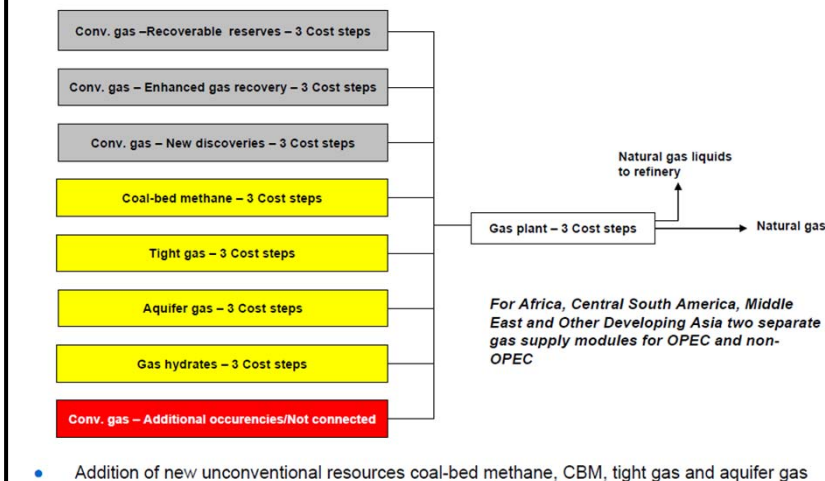 Conv. gas –Recoverable reserves – 3 Cost steps
Conv. gas – Enhanced gas recovery – 3 Cost steps
Conv. gas – New discoveries – 3 Cost steps
Coal-bed methane – 3 Cost steps
Tight gas – 3 Cost steps
Aquifer gas – 3 Cost steps
Gas hydrates – 3 Cost steps
Conv. gas – Additional occurencies/Not connected
Gas plant – 3 Cost steps
Natural gas liquids
to refinery
Natural gas
For Africa, Central South America, Middle
East and Other Developing Asia two separate
gas supply modules for OPEC and non-
OPEC
• Addition of new unconventional resources coal-bed methane, CBM, tight gas and aquifer gas